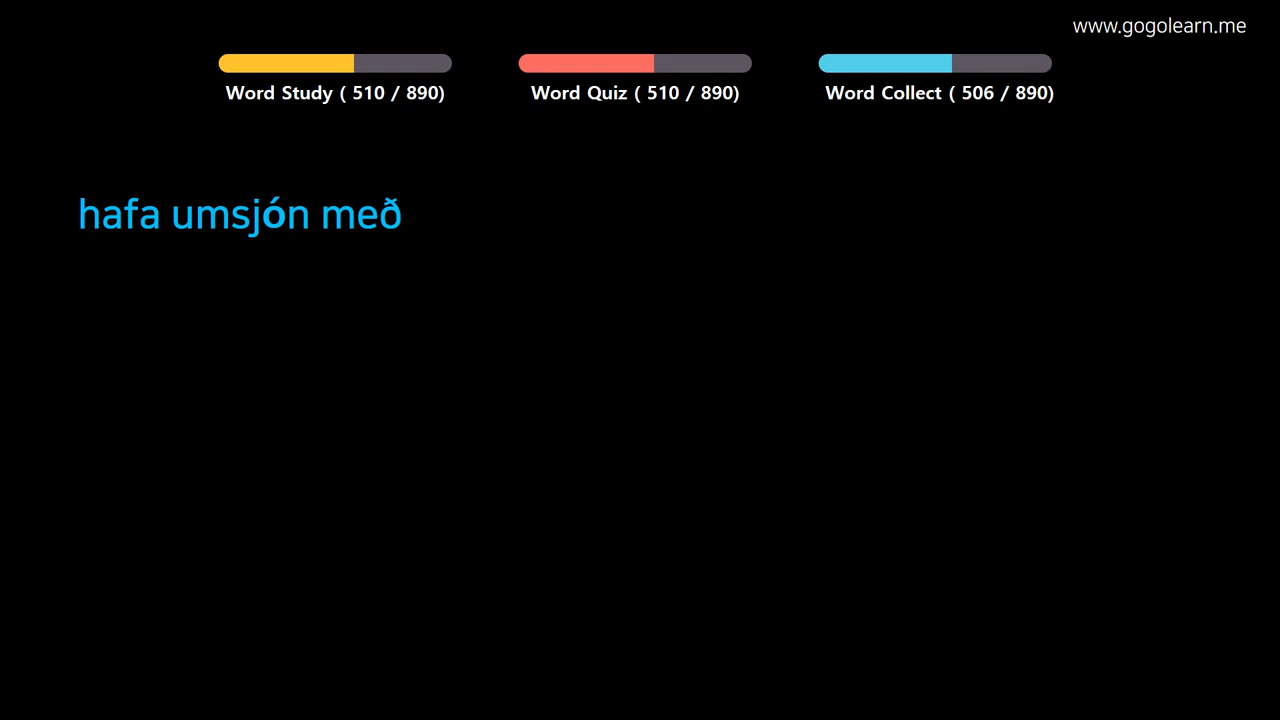 www.gogolearn.me
Word Study ( 510 / 890)
Word Quiz ( 510 / 890)
Word Collect ( 506 / 890)
hafa umsjón með